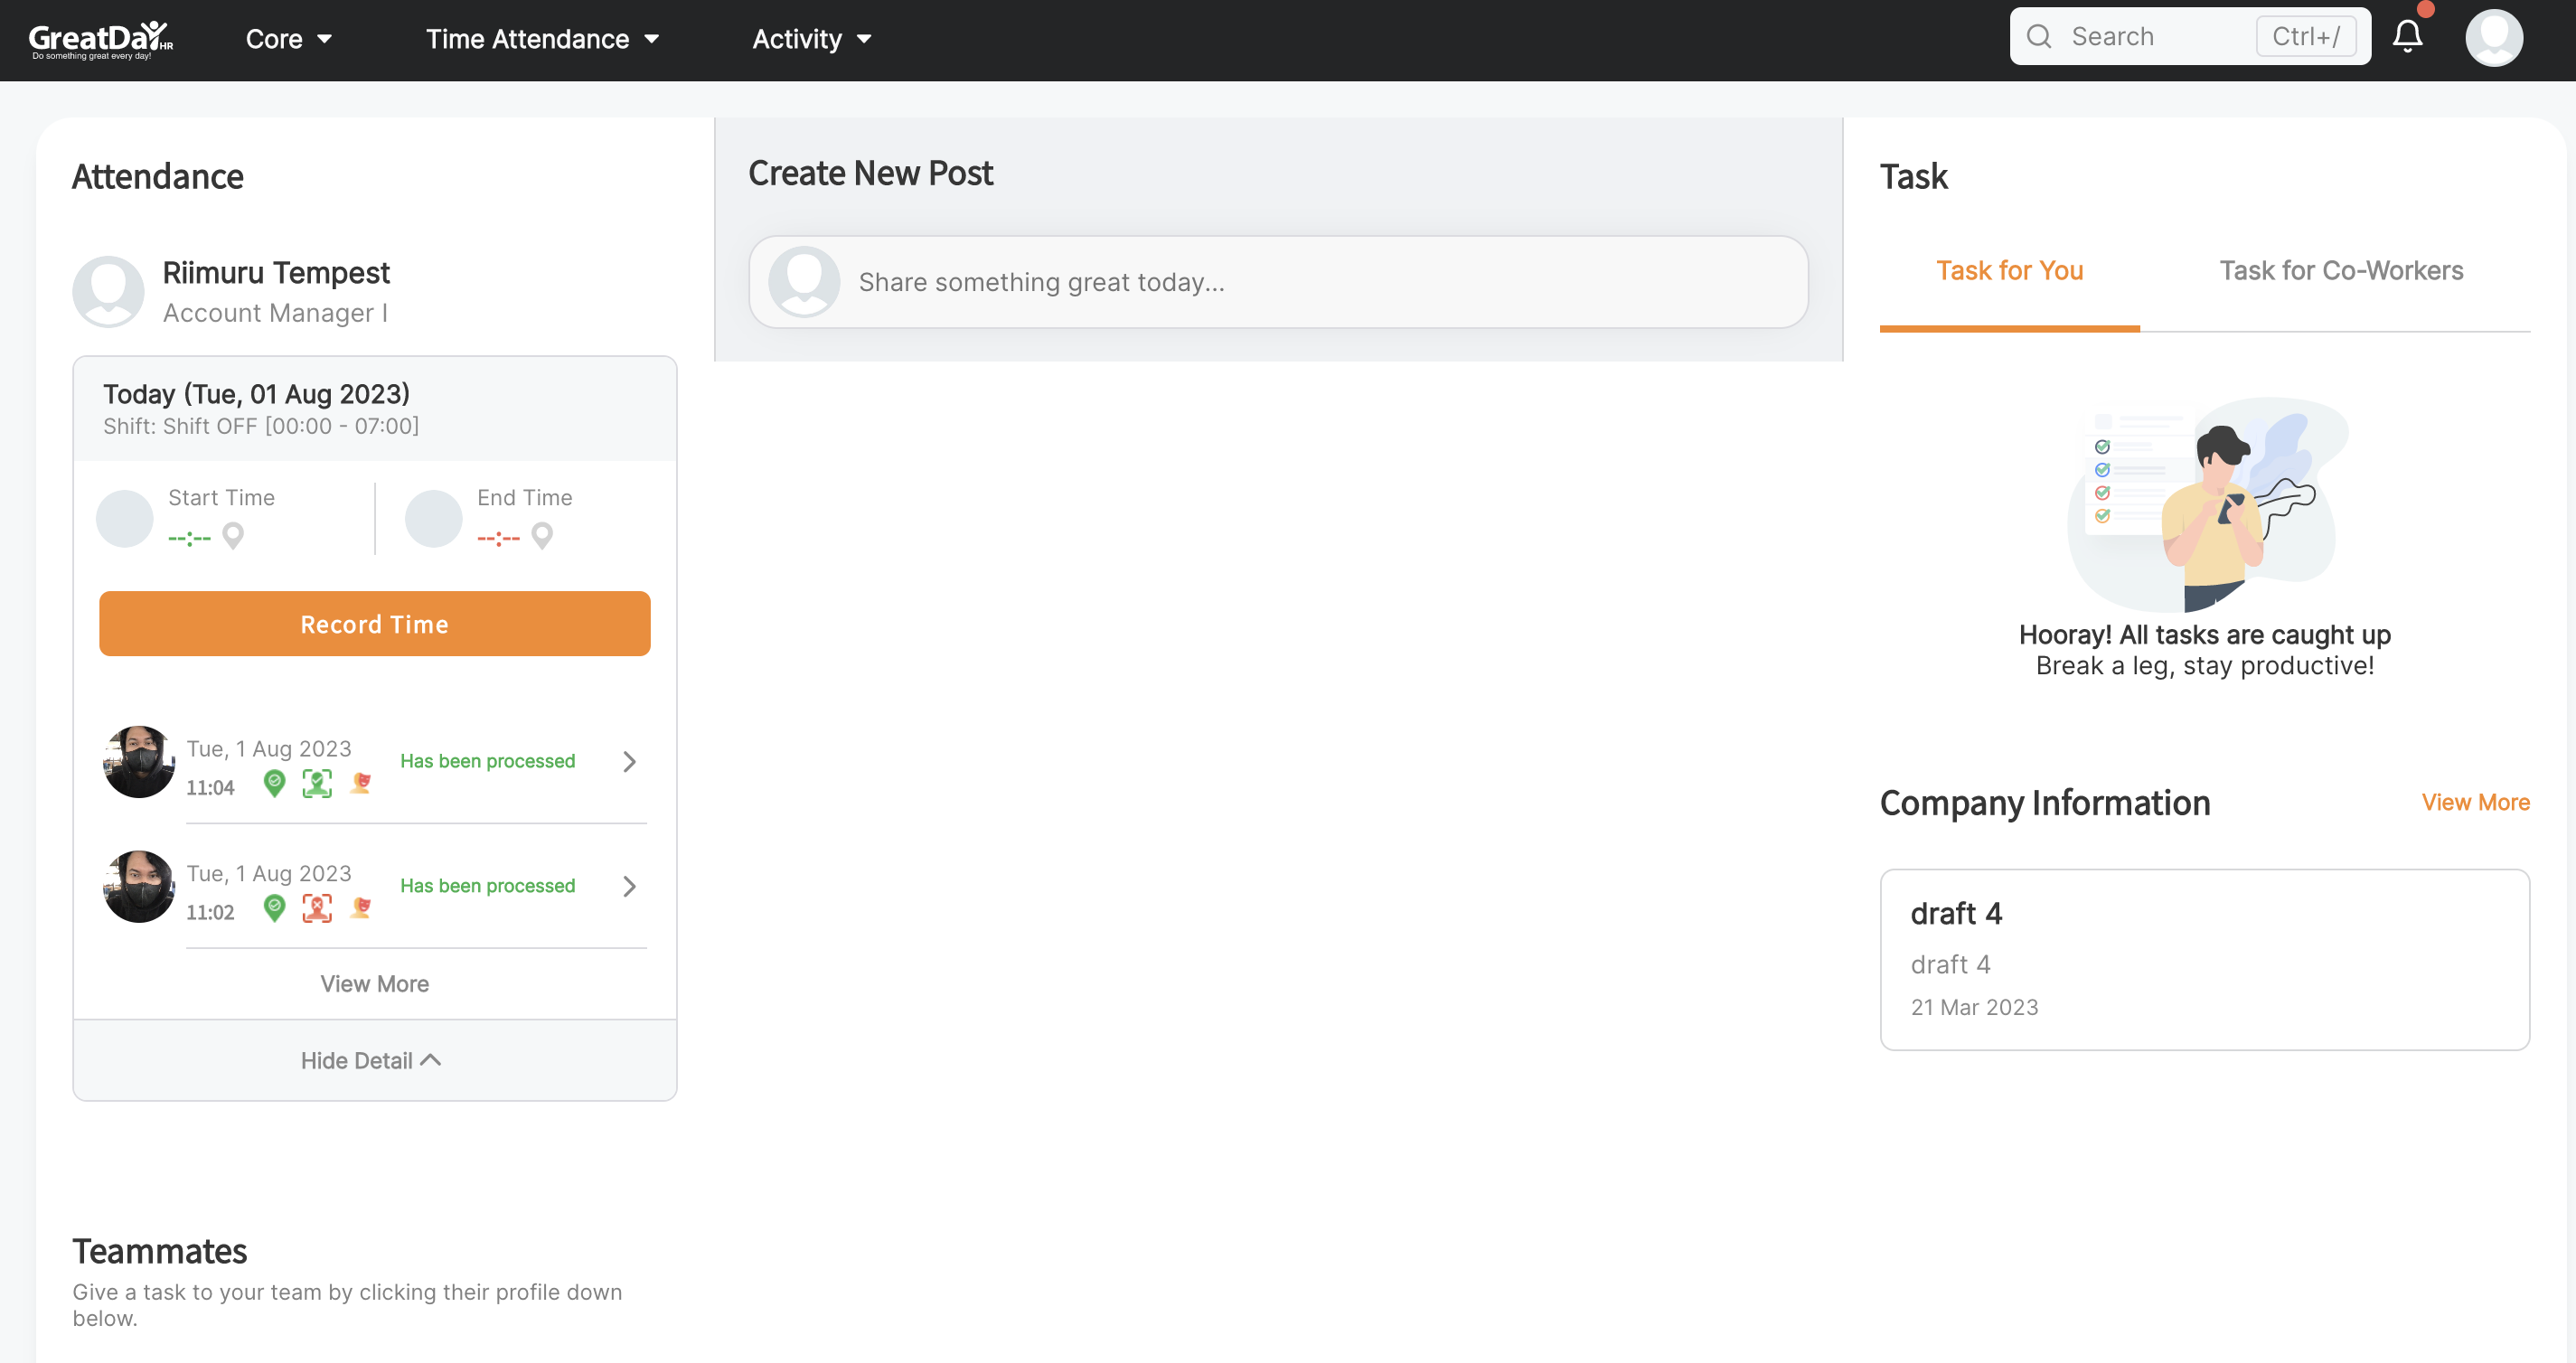 GreatDay HR
Do something great every day!
Core
Time Attendance
Activity
Search
Ctrl+/
Attendance
Riimuru Tempest
Account Manager I
Today (Tue, 01 Aug 2023)
Shift: Shift OFF [00:00 - 07:00]
Start Time
--:--
End Time
--:--
Record Time
Tue, 1 Aug 2023
11:04
Has been processed
Tue, 1 Aug 2023
11:02
Has been processed
View More
Hide Detail
Teammates
Give a task to your team by clicking their profile down
below.
Create New Post
Share something great today...
Task
Task for You
Task for Co-Workers
Hooray! All tasks are caught up
Break a leg, stay productive!
Company Information
View More
draft 4
draft 4
21 Mar 2023